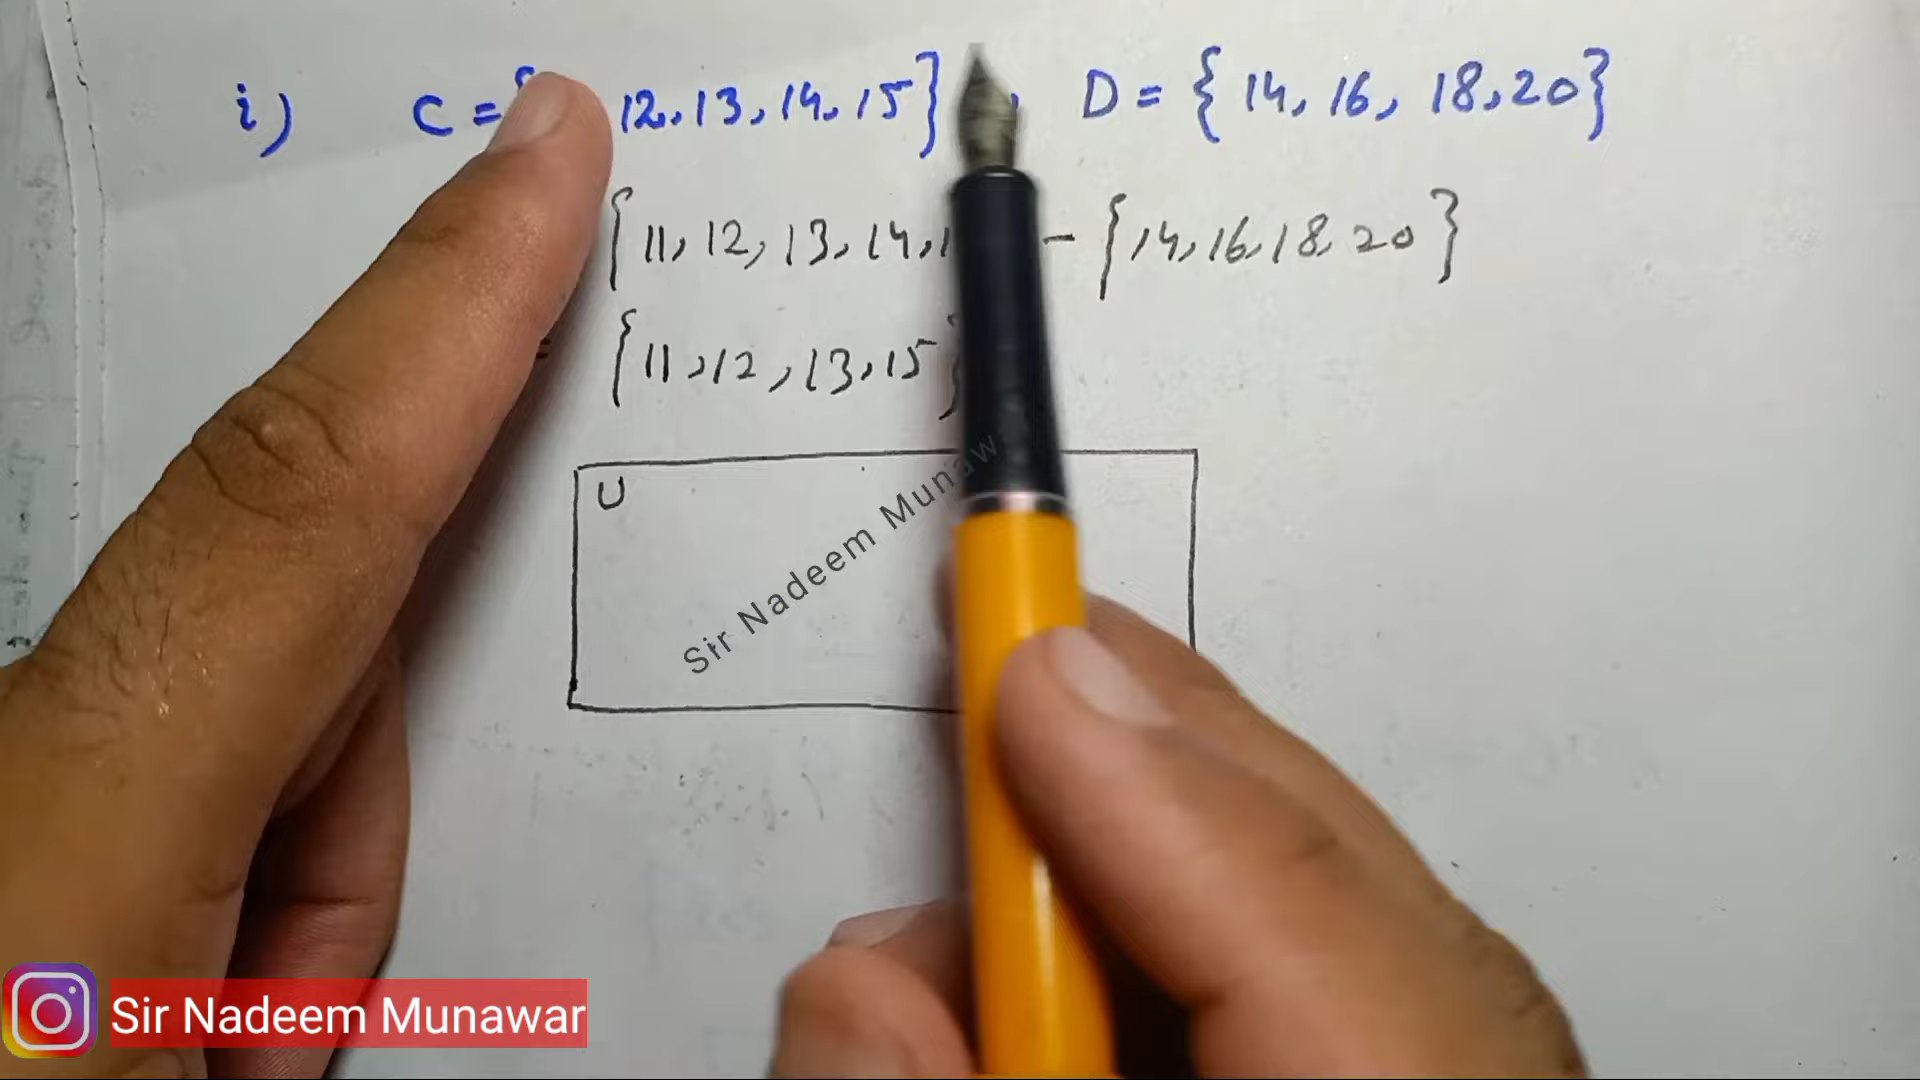 i) C = { 12, 13, 14, 15} , D = { 14, 16, 18, 20}
{ 11, 12, 13, 14, 1 - { 14, 16, 18, 20 }
= { 11, 12, 13, 15}
U
Sir Nadeem Munaw
Sir Nadeem Munawar